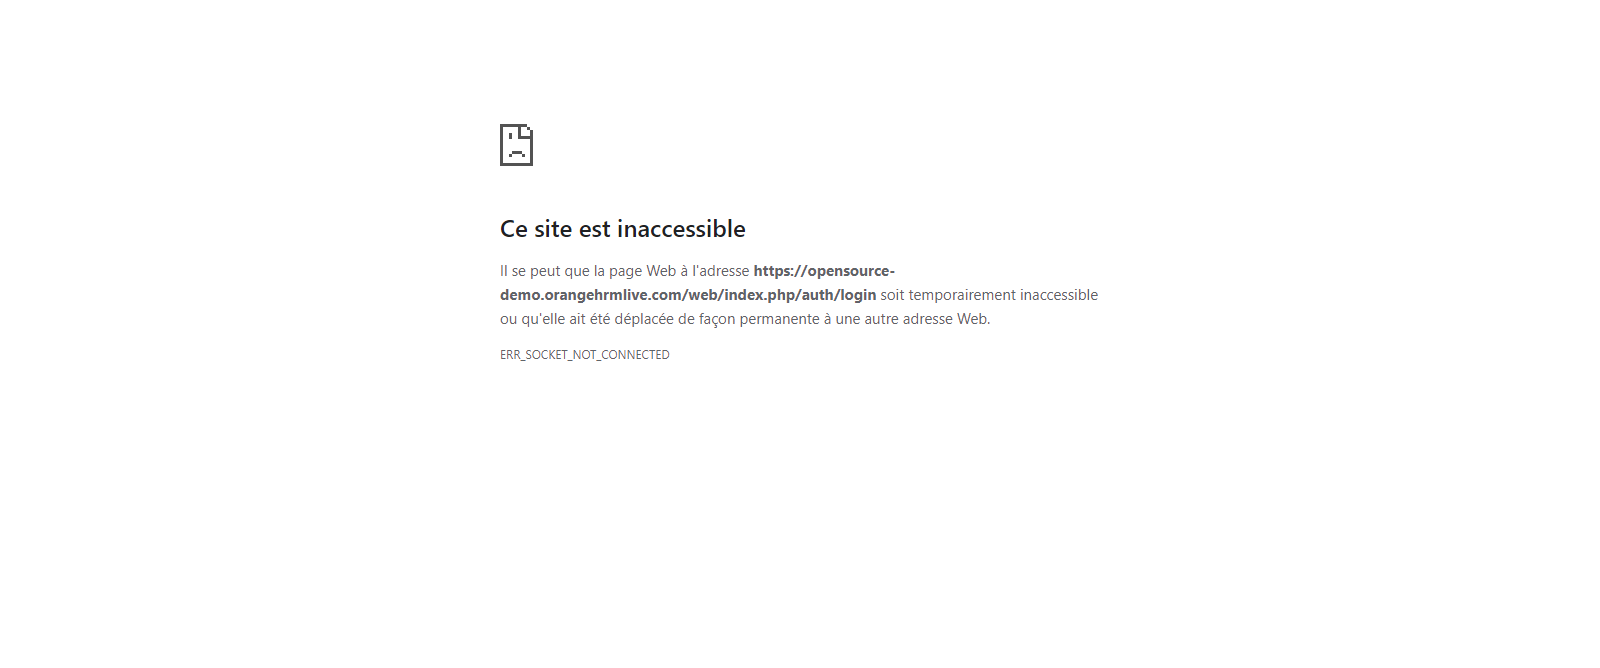 Ce site est inaccessible
Il se peut que la page Web à l'adresse https://opensource-
demo.orangehrmlive.com/web/index.php/auth/login soit temporairement inaccessible
ou qu'elle ait été déplacée de façon permanente à une autre adresse Web.
ERR_SOCKET_NOT_CONNECTED